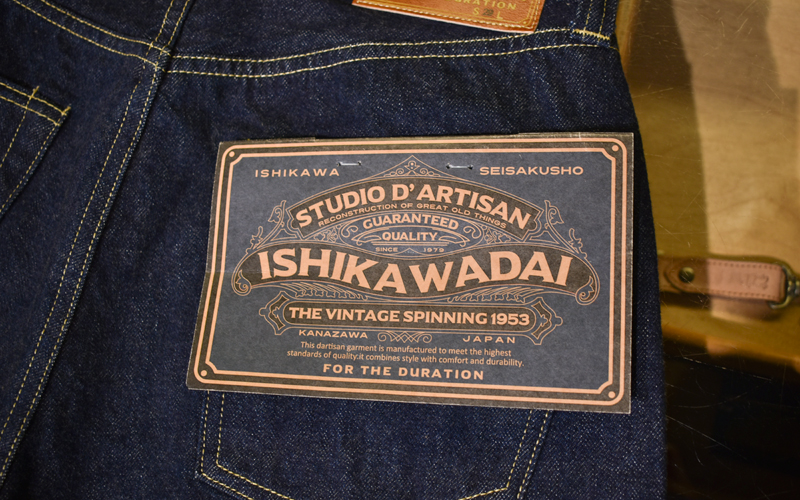 RATION
ISHIKAWA SEISAKUSHO
STUDIO D'ARTISAN
RECONSTRUCTION OF GREAT OLD THINGS
GUARANTEED
QUALITY
SINCE 1979
ISHIKAWADAI
THE VINTAGE SPINNING 1953
KANAZAWA JAPAN
This dartisan garment is manufactured to meet the highest
standards of quality.it combines style with comfort and durability.
FOR THE DURATION